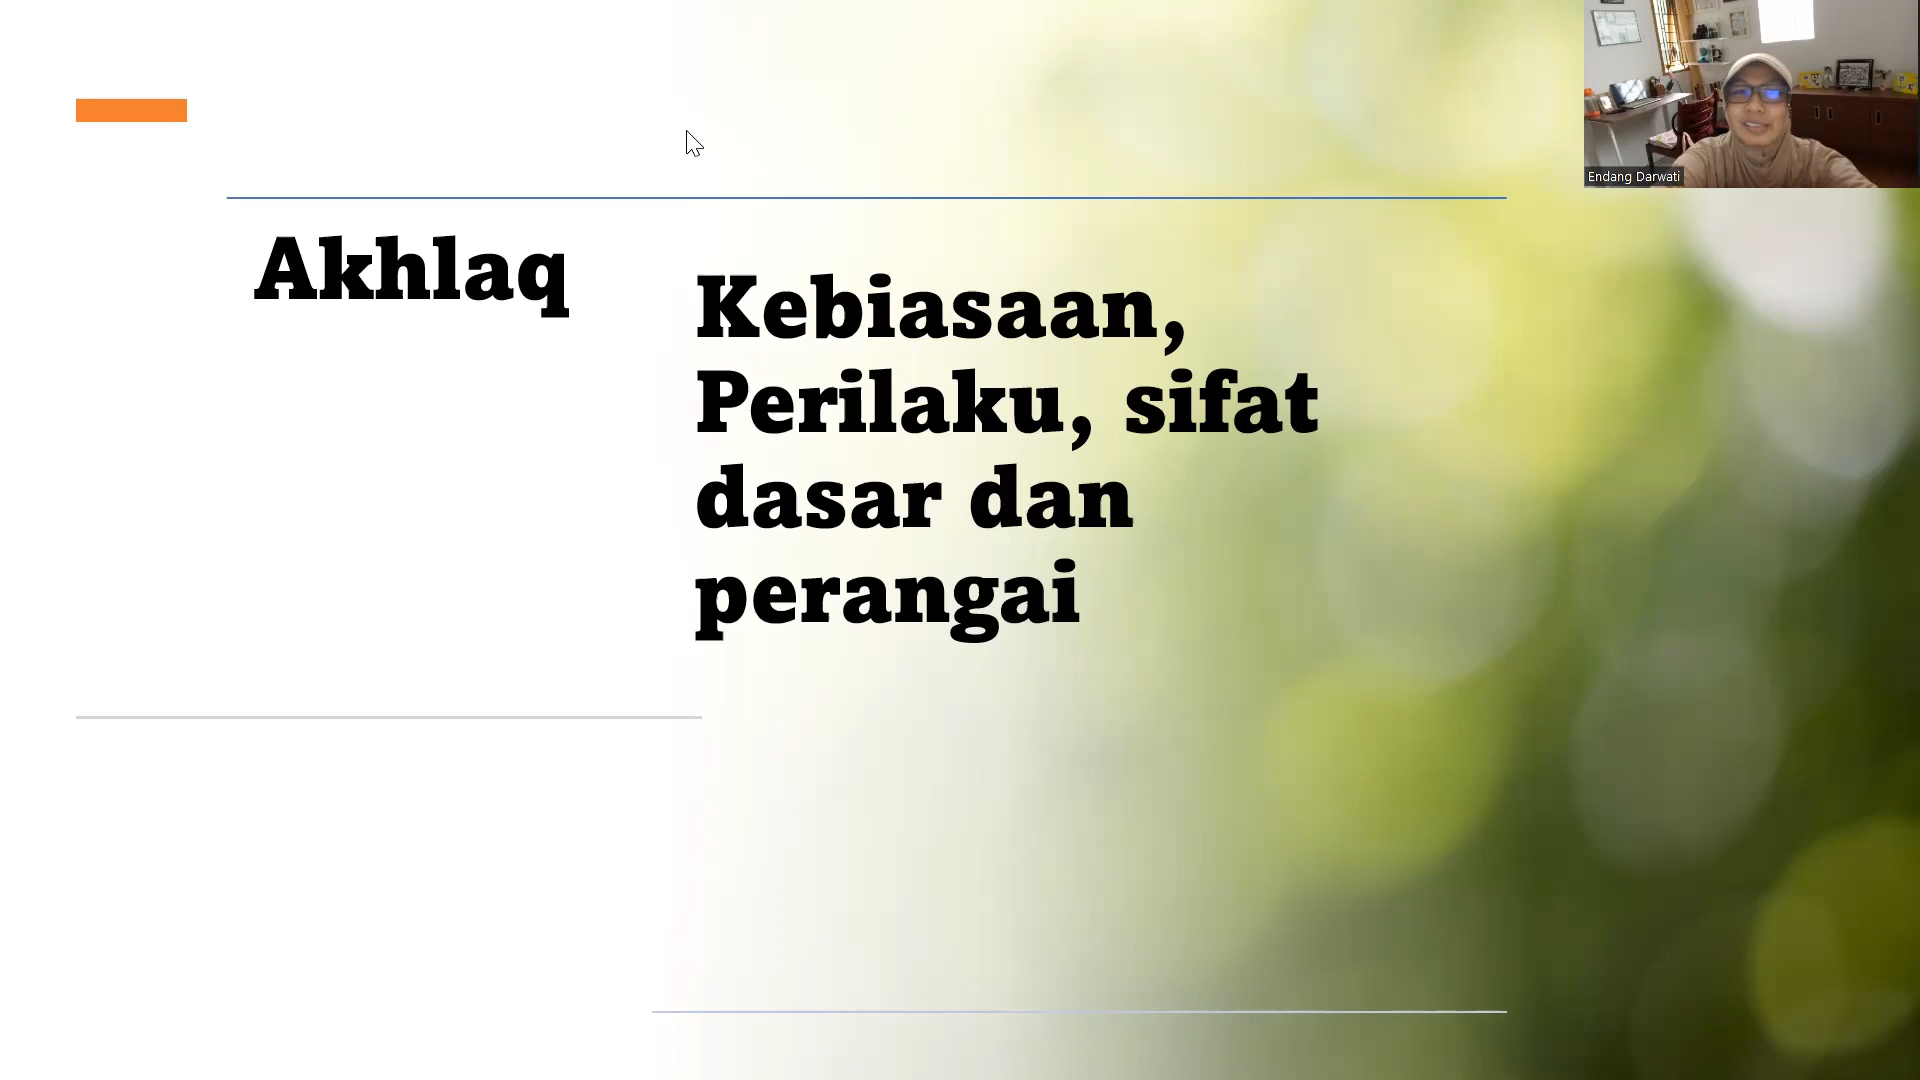 Akhlaq
Kebiasaan,
Perilaku, sifat
dasar dan
perangai
Endang Darwati